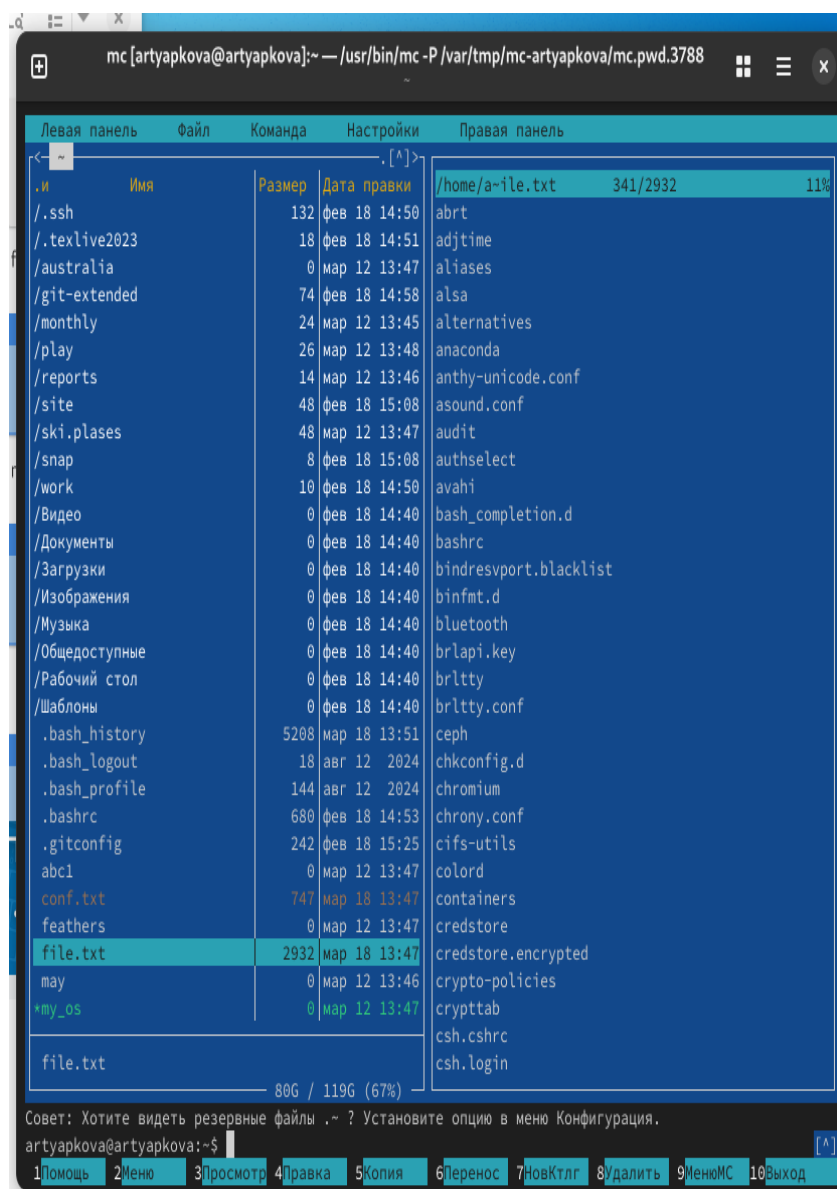 mc [artyapkova@artyapkova]:~ — /usr/bin/mc -P /var/tmp/mc-artyapkova/mc.pwd.3788
~
Левая панель Файл Команда Настройки Правая панель
<─ ~ ─.[^]>
.и Имя Размер Дата правки
/.ssh 132 фев 18 14:50
/.texlive2023 18 фев 18 14:51
/australia 0 мар 12 13:47
/git-extended 74 фев 18 14:58
/monthly 24 мар 12 13:45
/play 26 мар 12 13:48
/reports 14 мар 12 13:46
/site 48 фев 18 15:08
/ski.plases 48 мар 12 13:47
/snap 8 фев 18 15:08
/work 10 фев 18 14:50
/Видео 0 фев 18 14:40
/Документы 0 фев 18 14:40
/Загрузки 0 фев 18 14:40
/Изображения 0 фев 18 14:40
/Музыка 0 фев 18 14:40
/Общедоступные 0 фев 18 14:40
/Рабочий стол 0 фев 18 14:40
/Шаблоны 0 фев 18 14:40
.bash_history 5208 мар 18 13:51
.bash_logout 18 авг 12 2024
.bash_profile 144 авг 12 2024
.bashrc 680 фев 18 14:53
.gitconfig 242 фев 18 15:25
abc1 0 мар 12 13:47
conf.txt 747 мар 18 13:47
feathers 0 мар 12 13:47
file.txt 2932 мар 18 13:47
may 0 мар 12 13:46
*my_os 0 мар 12 13:47
file.txt
80G / 119G (67%)
/home/a~ile.txt 341/2932 11%
abrt
adjtime
aliases
alsa
alternatives
anaconda
anthy-unicode.conf
asound.conf
audit
authselect
avahi
bash_completion.d
bashrc
bindresvport.blacklist
binfmt.d
bluetooth
brlapi.key
brltty
brltty.conf
ceph
chkconfig.d
chromium
chrony.conf
cifs-utils
colord
containers
credstore
credstore.encrypted
crypto-policies
crypttab
csh.cshrc
csh.login
Совет: Хотите видеть резервные файлы .~ ? Установите опцию в меню Конфигурация.
artyapkova@artyapkova:~$ [^]
1Помощь 2Меню 3Просмотр 4Правка 5Копия 6Перенос 7НовКтлг 8Удалить 9МенюMC 10Выход